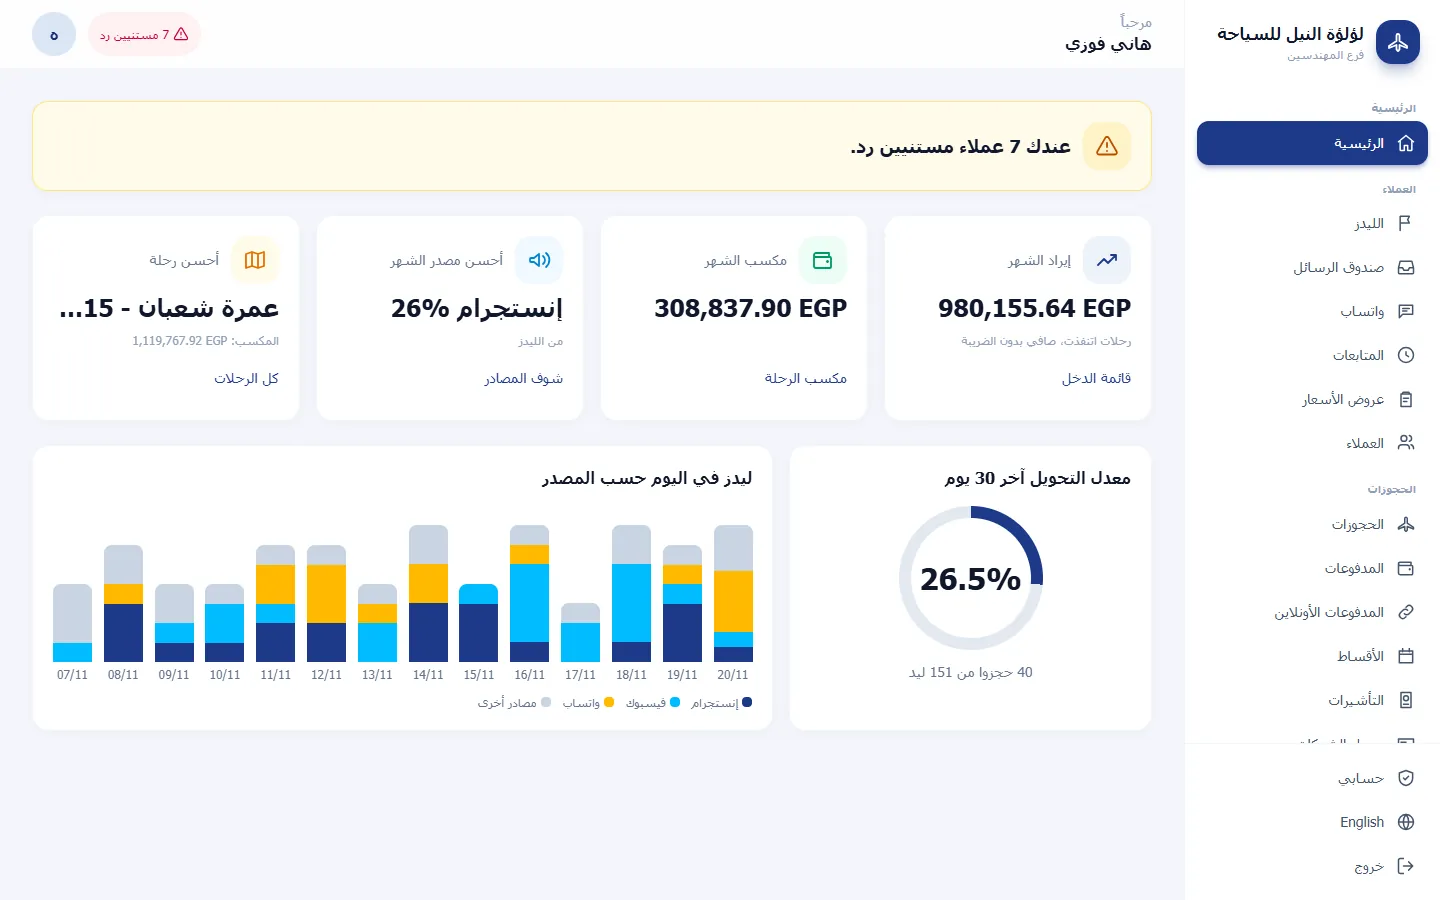 لؤلؤة النيل للسياحة
فرع المهندسين
الرئيسية
الرئيسية
العملاء
الليدز
صندوق الرسائل
واتساب
المتابعات
عروض الأسعار
العملاء
الحجوزات
الحجوزات
المدفوعات
المدفوعات الأونلاين
الأقساط
التأشيرات
حسابي
English
خروج
مرحباً
هاني فوزي
7 مستنيين رد
ه
عندك 7 عملاء مستنيين رد.
إيراد الشهر
980,155.64 EGP
رحلات اتنفذت، صافي بدون الضريبة
قائمة الدخل
مكسب الشهر
308,837.90 EGP
مكسب الرحلة
أحسن مصدر الشهر
إنستجرام 26%
من الليدز
شوف المصادر
أحسن رحلة
عمرة شعبان - 15...
المكسب: 1,119,767.92 EGP
كل الرحلات
معدل التحويل آخر 30 يوم
26.5%
40 حجزوا من 151 ليد
ليدز في اليوم حسب المصدر
07/11 08/11 09/11 10/11 11/11 12/11 13/11 14/11 15/11 16/11 17/11 18/11 19/11 20/11
إنستجرام فيسبوك واتساب مصادر أخرى